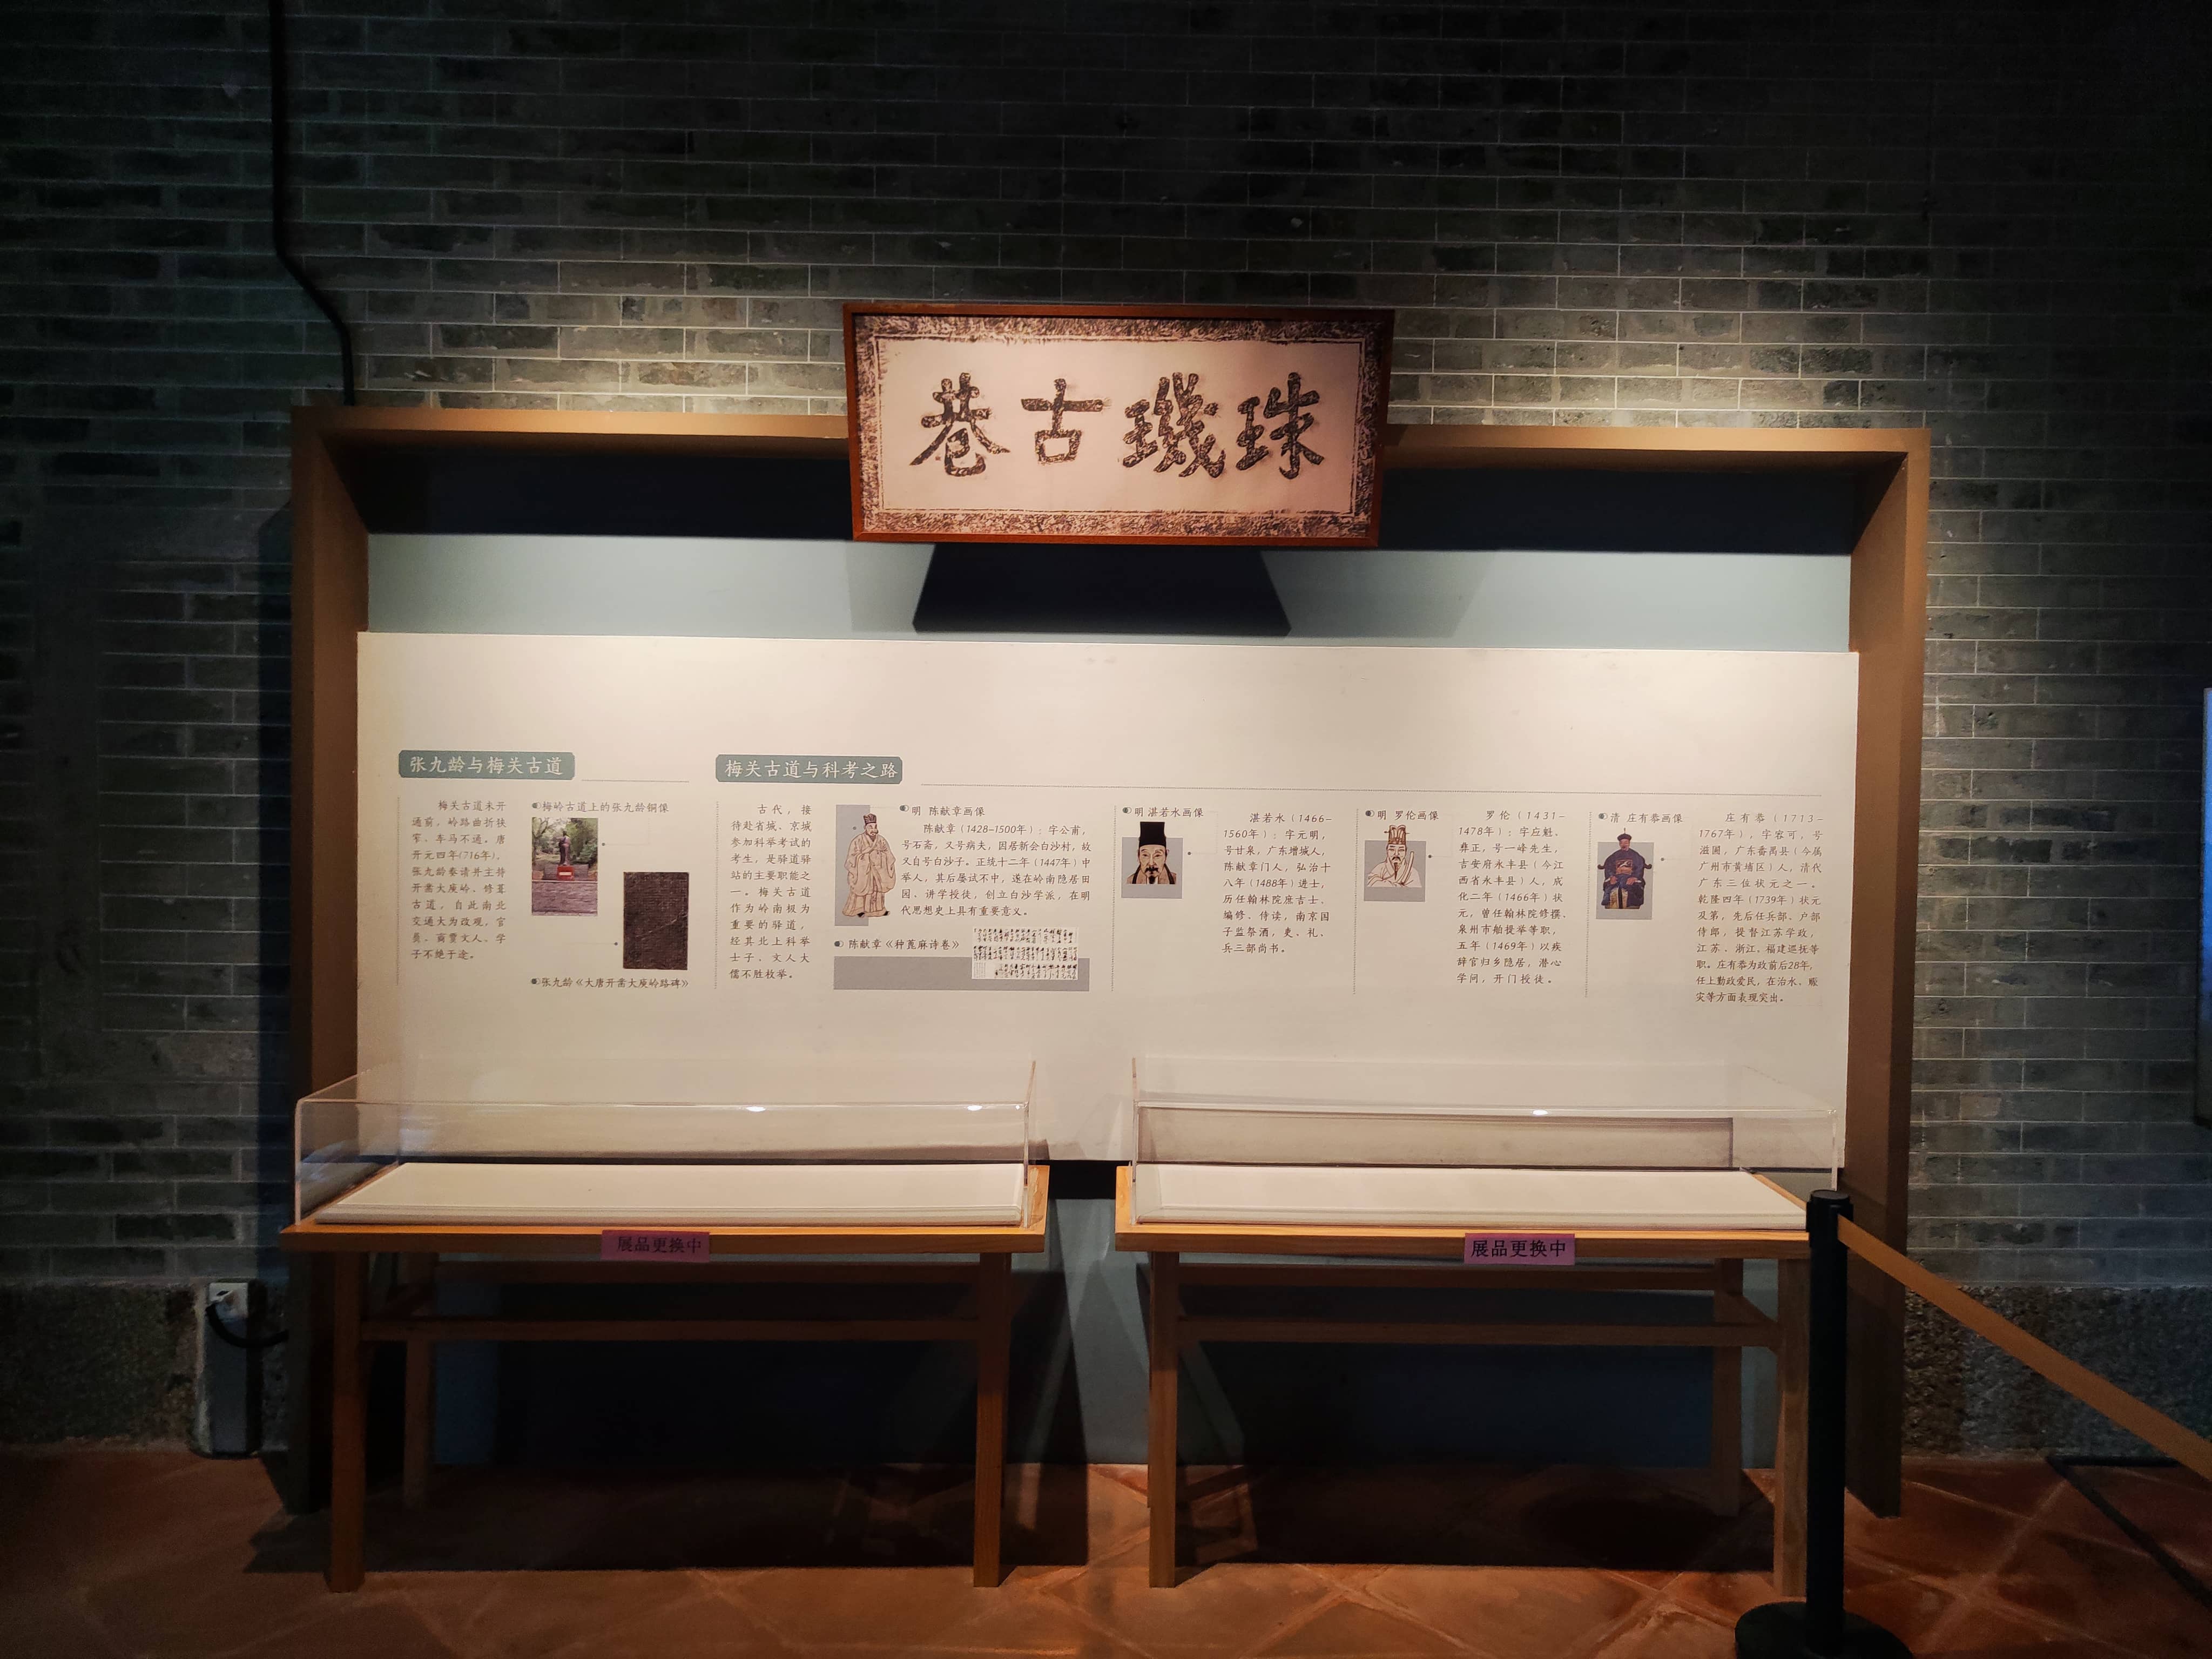 珠璣古巷
张九龄与梅关古道
梅关古道未开
通前，岭路曲折狭
窄，车马不通。唐
开元四年(716年)，
张九龄奏请并主持
开凿大庾岭、修葺
古道，自此南北
交通大为改观，官
员、商贾文人、学
子不绝于途。
梅岭古道上的张九龄铜像
张九龄《大唐开凿大庾岭路碑》
梅关古道与科考之路
古代，接
待赴省城、京城
参加科举考试的
考生，是驿道驿
站的主要职能之
一。梅关古道
作为岭南极为
重要的驿道，
经其北上科举
士子、文人大
儒不胜枚举。
明 陈献章画像
陈献章（1428-1500年）：字公甫，
号石斋，又号病夫，因居新会白沙村，故
又自号白沙子。正统十二年（1447年）中
举人，其后屡试不中，遂在岭南隐居田
园、讲学授徒，创立白沙学派，在明
代思想史上具有重要意义。
陈献章《种蓖麻诗卷》
明 湛若水画像
湛若水（1466-
1560年）：字元明，
号甘泉，广东增城人，
陈献章门人，弘治十
八年（1488年）进士，
历任翰林院庶吉士、
编修、侍读，南京国
子监祭酒，吏、礼、
兵三部尚书。
明 罗伦画像
罗伦（1431-
1478年）：字应魁、
彝正，号一峰先生，
吉安府永丰县（今江
西省永丰县）人，成
化二年（1466年）状
元，曾任翰林院修撰、
泉州市舶提举等职，
五年（1469年）以疾
辞官归乡隐居，潜心
学问，开门授徒。
清 庄有恭画像
庄有恭（1713-
1767年），字容可，号
滋圃，广东番禺县（今属
广州市黄埔区）人，清代
广东三位状元之一。
乾隆四年（1739年）状元
及第，先后任兵部、户部
侍郎，提督江苏学政，
江苏、浙江、福建巡抚等
职。庄有恭为政前后28年，
任上勤政爱民，在治水、赈
灾等方面表现突出。
展品更换中
展品更换中